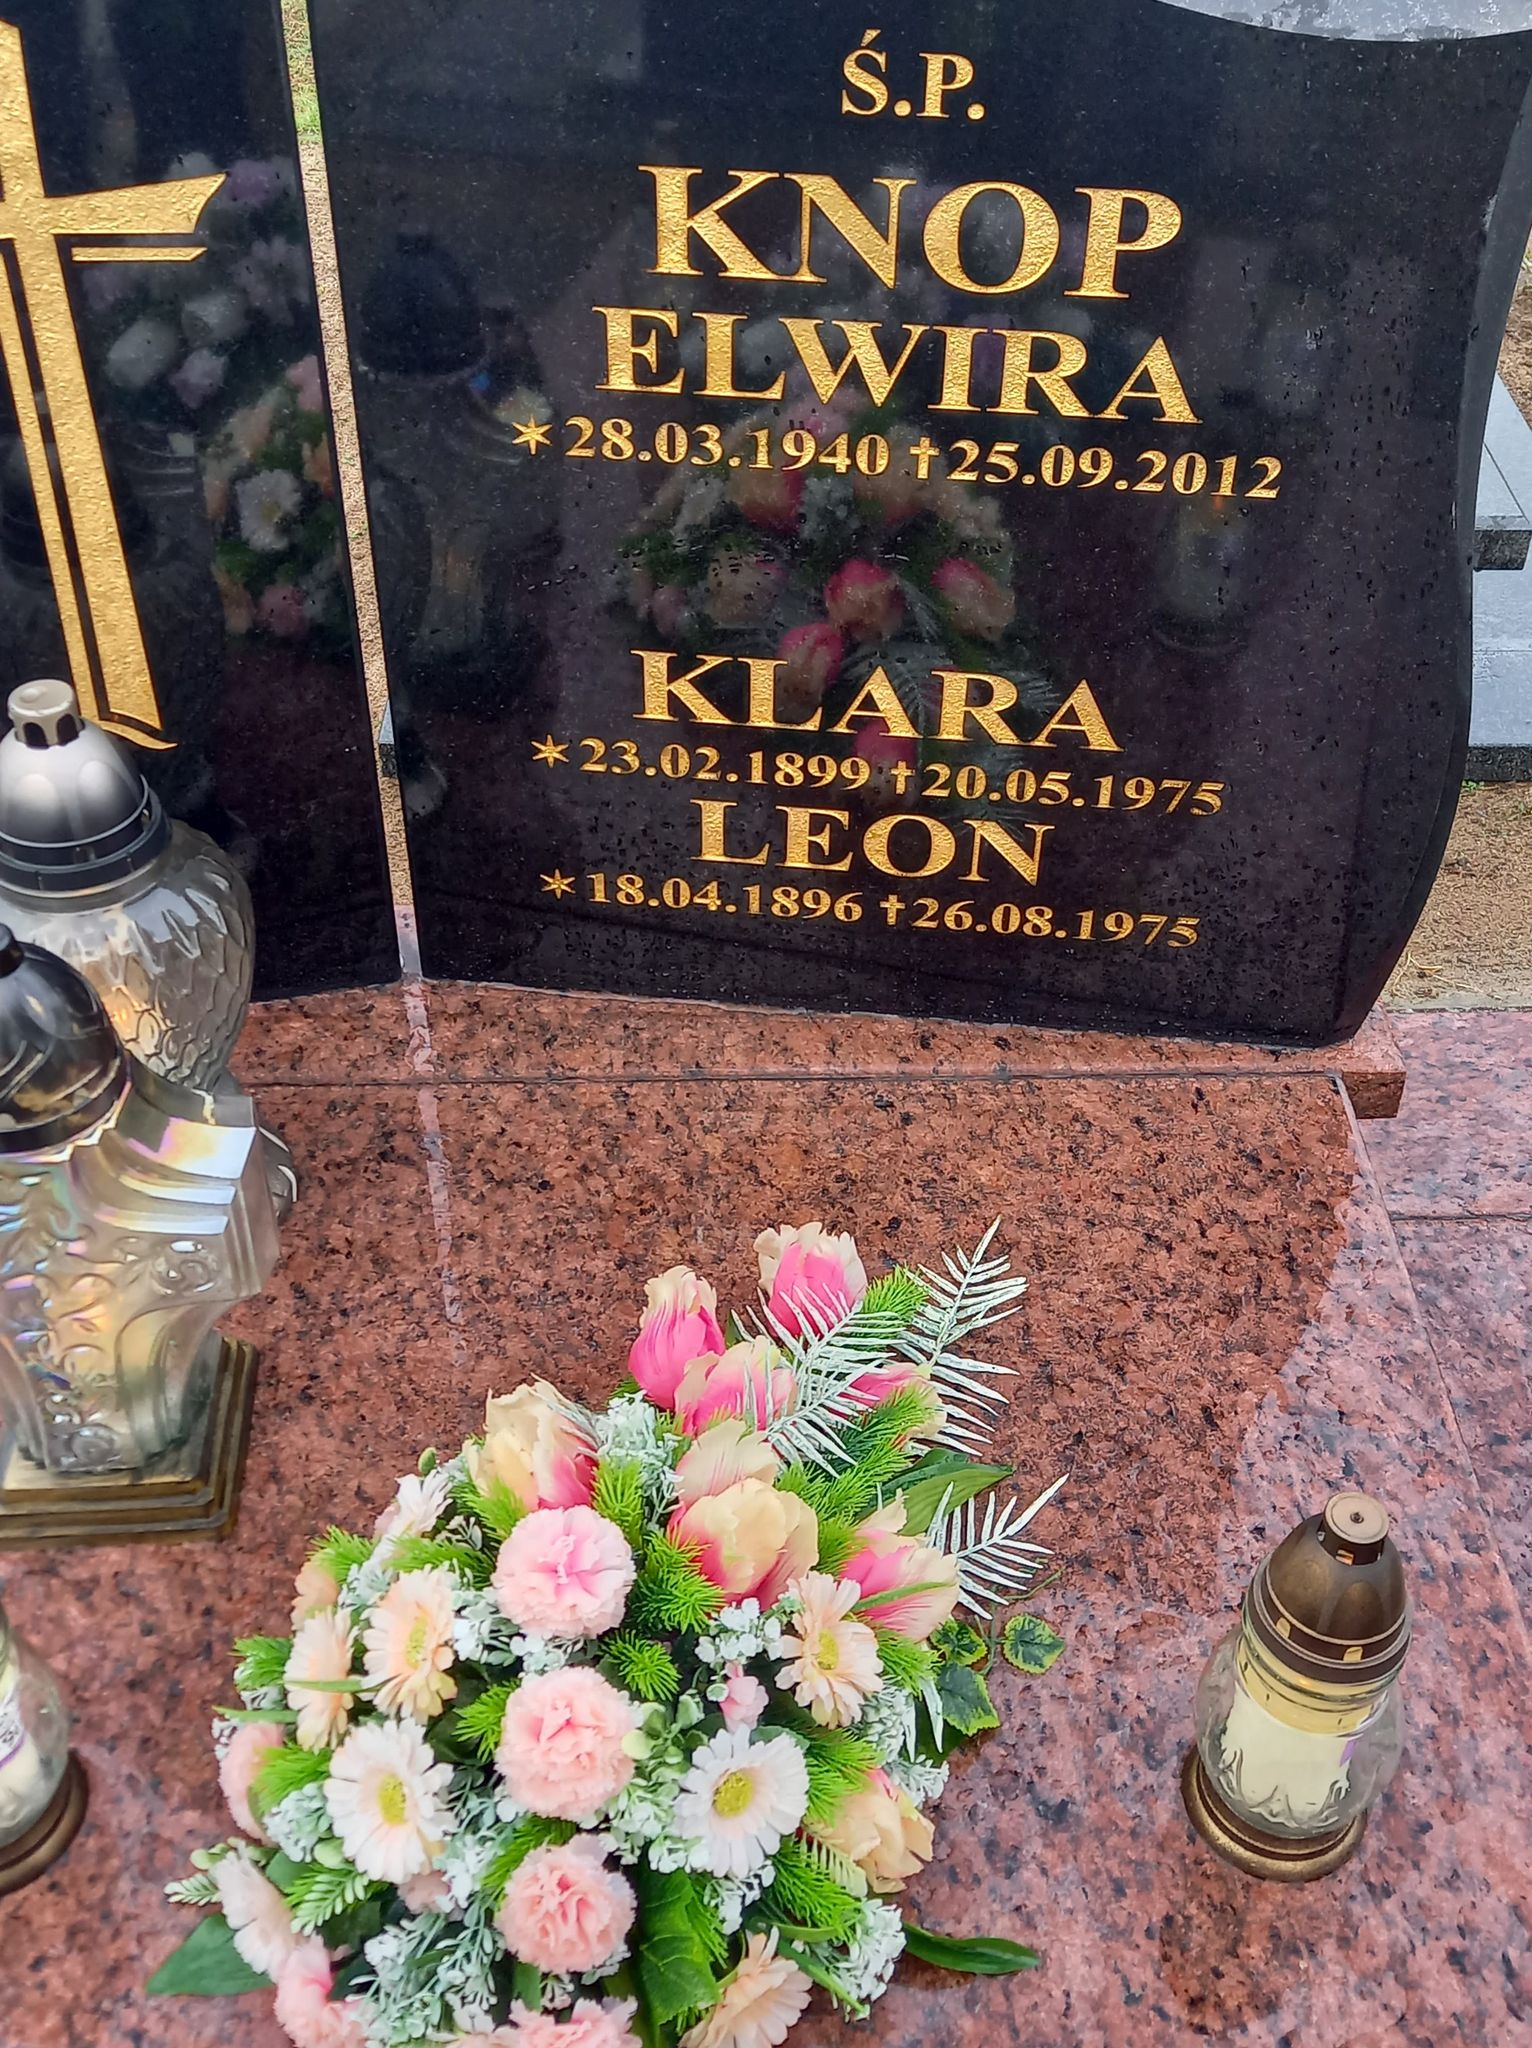 Ś.P.
KNOP
ELWIRA
* 28.03.1940 † 25.09.2012
KLARA
* 23.02.1899 † 20.05.1975
LEON
* 18.04.1896 † 26.08.1975